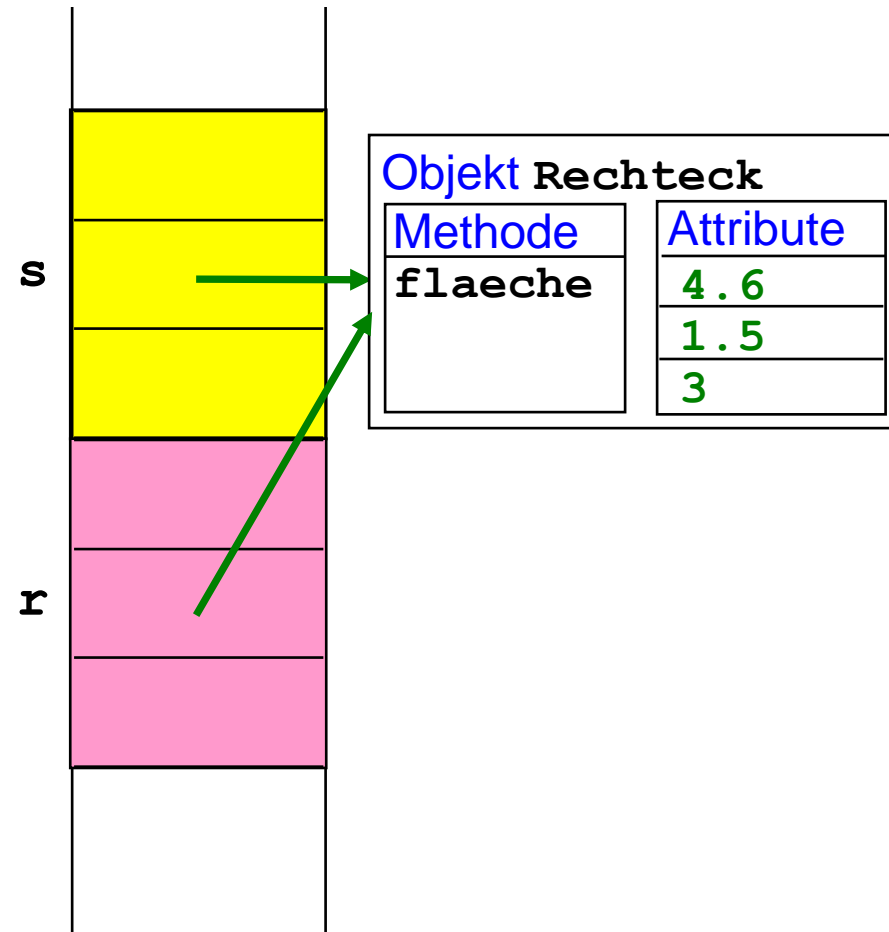 Objekt Rechteck
Methode
flaeche
Attribute
4.6
1.5
3
s
r